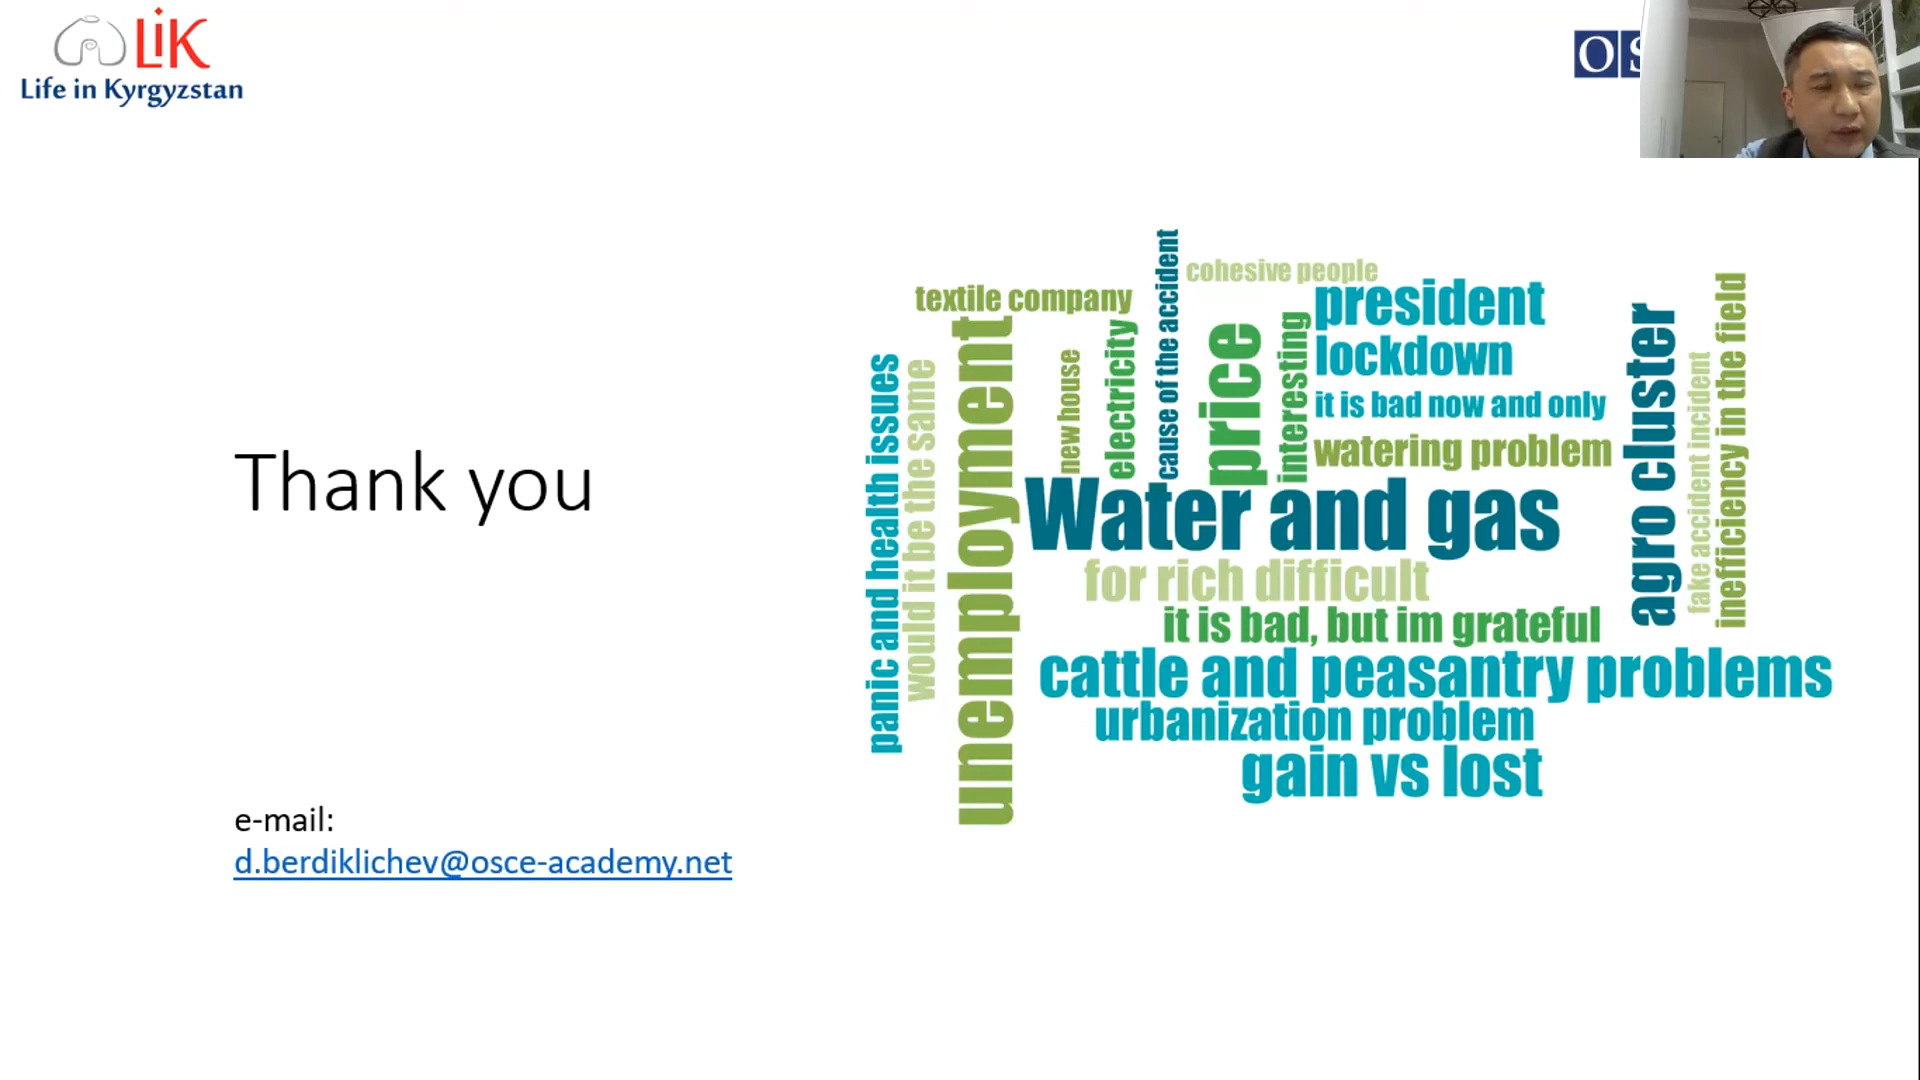 LiK
Life in Kyrgyzstan
OS
Thank you
e-mail:
d.berdiklichev@osce-academy.net
panic and health issues
would it be the same
textile company
unemployment
new house
electricity
cause of the accident
cohesive people
price
interesting
president
lockdown
it is bad now and only
watering problem
Water and gas
for rich difficult
it is bad, but im grateful
cattle and peasantry problems
urbanization problem
gain vs lost
agro cluster
fake accident incident
inefficiency in the field